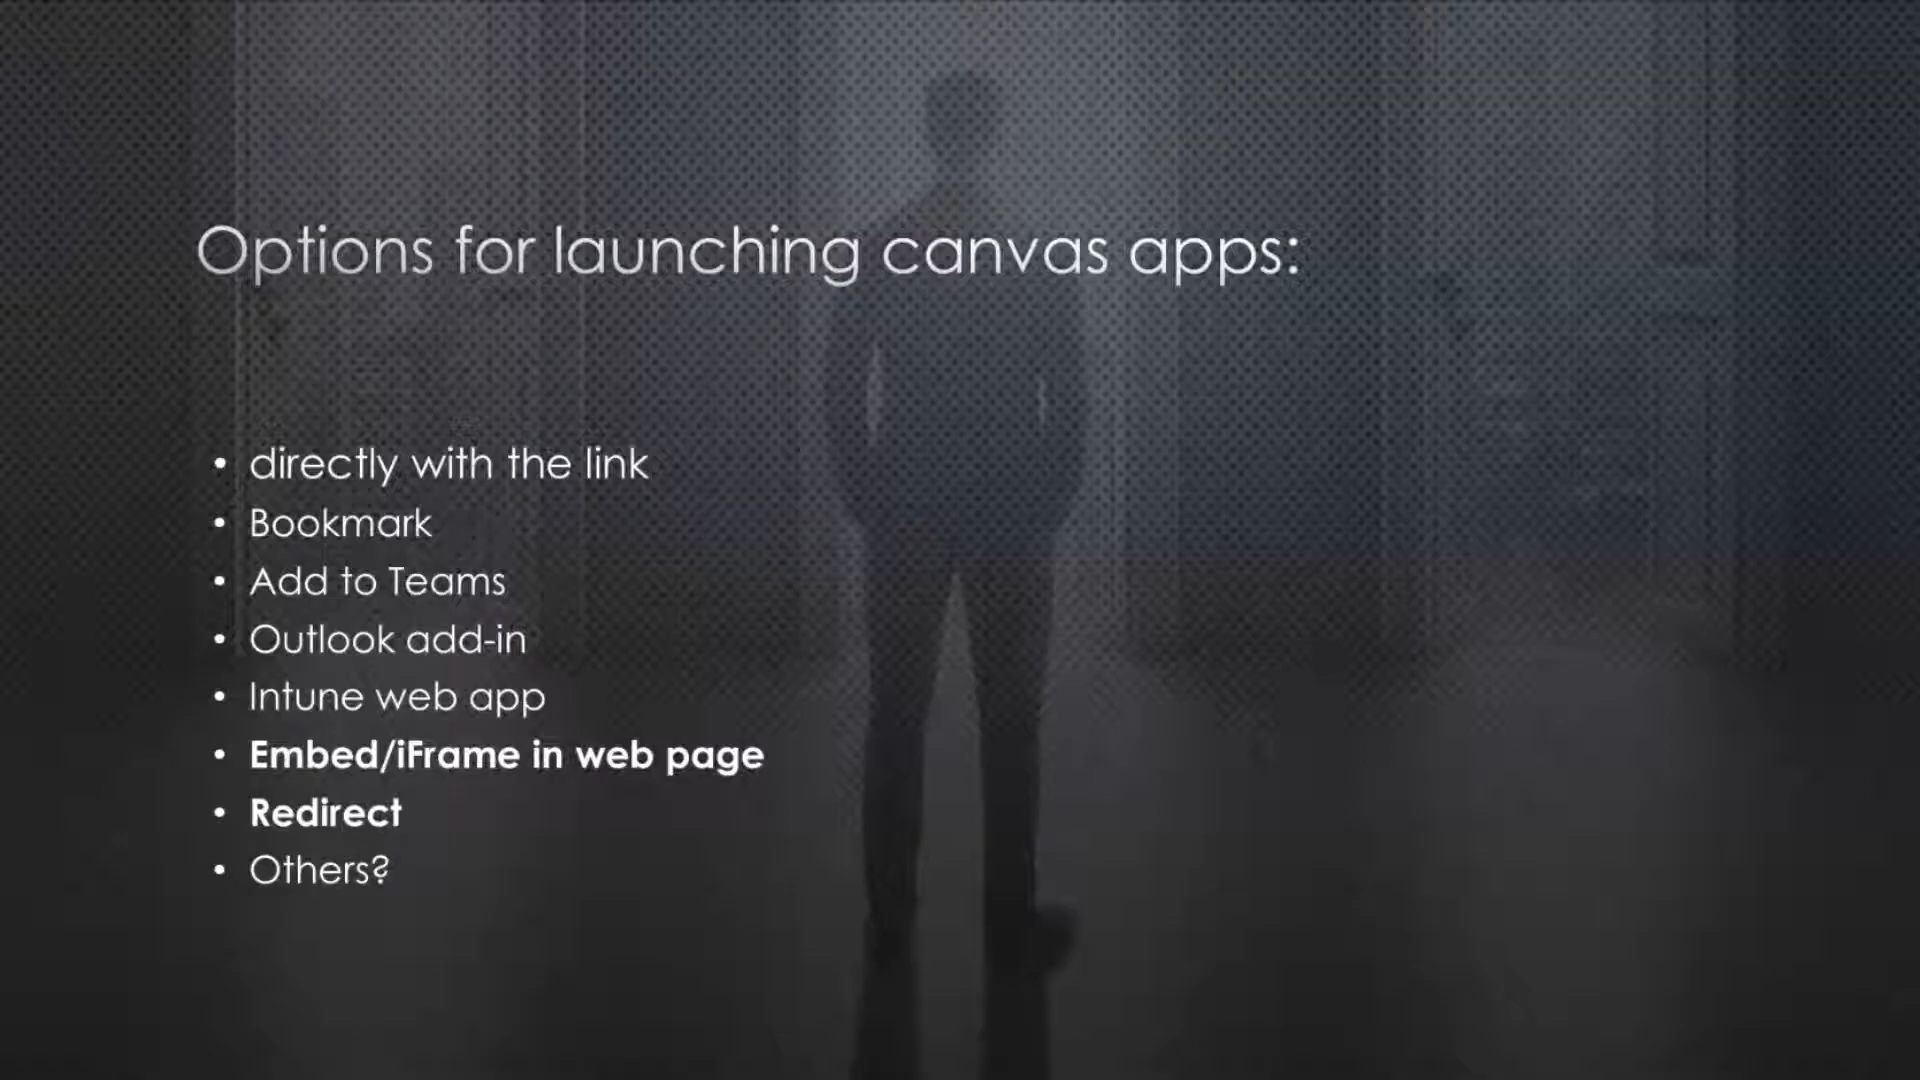 Options for launching canvas apps:
• directly with the link
• Bookmark
• Add to Teams
• Outlook add-in
• Intune web app
• Embed/iFrame in web page
• Redirect
• Others?